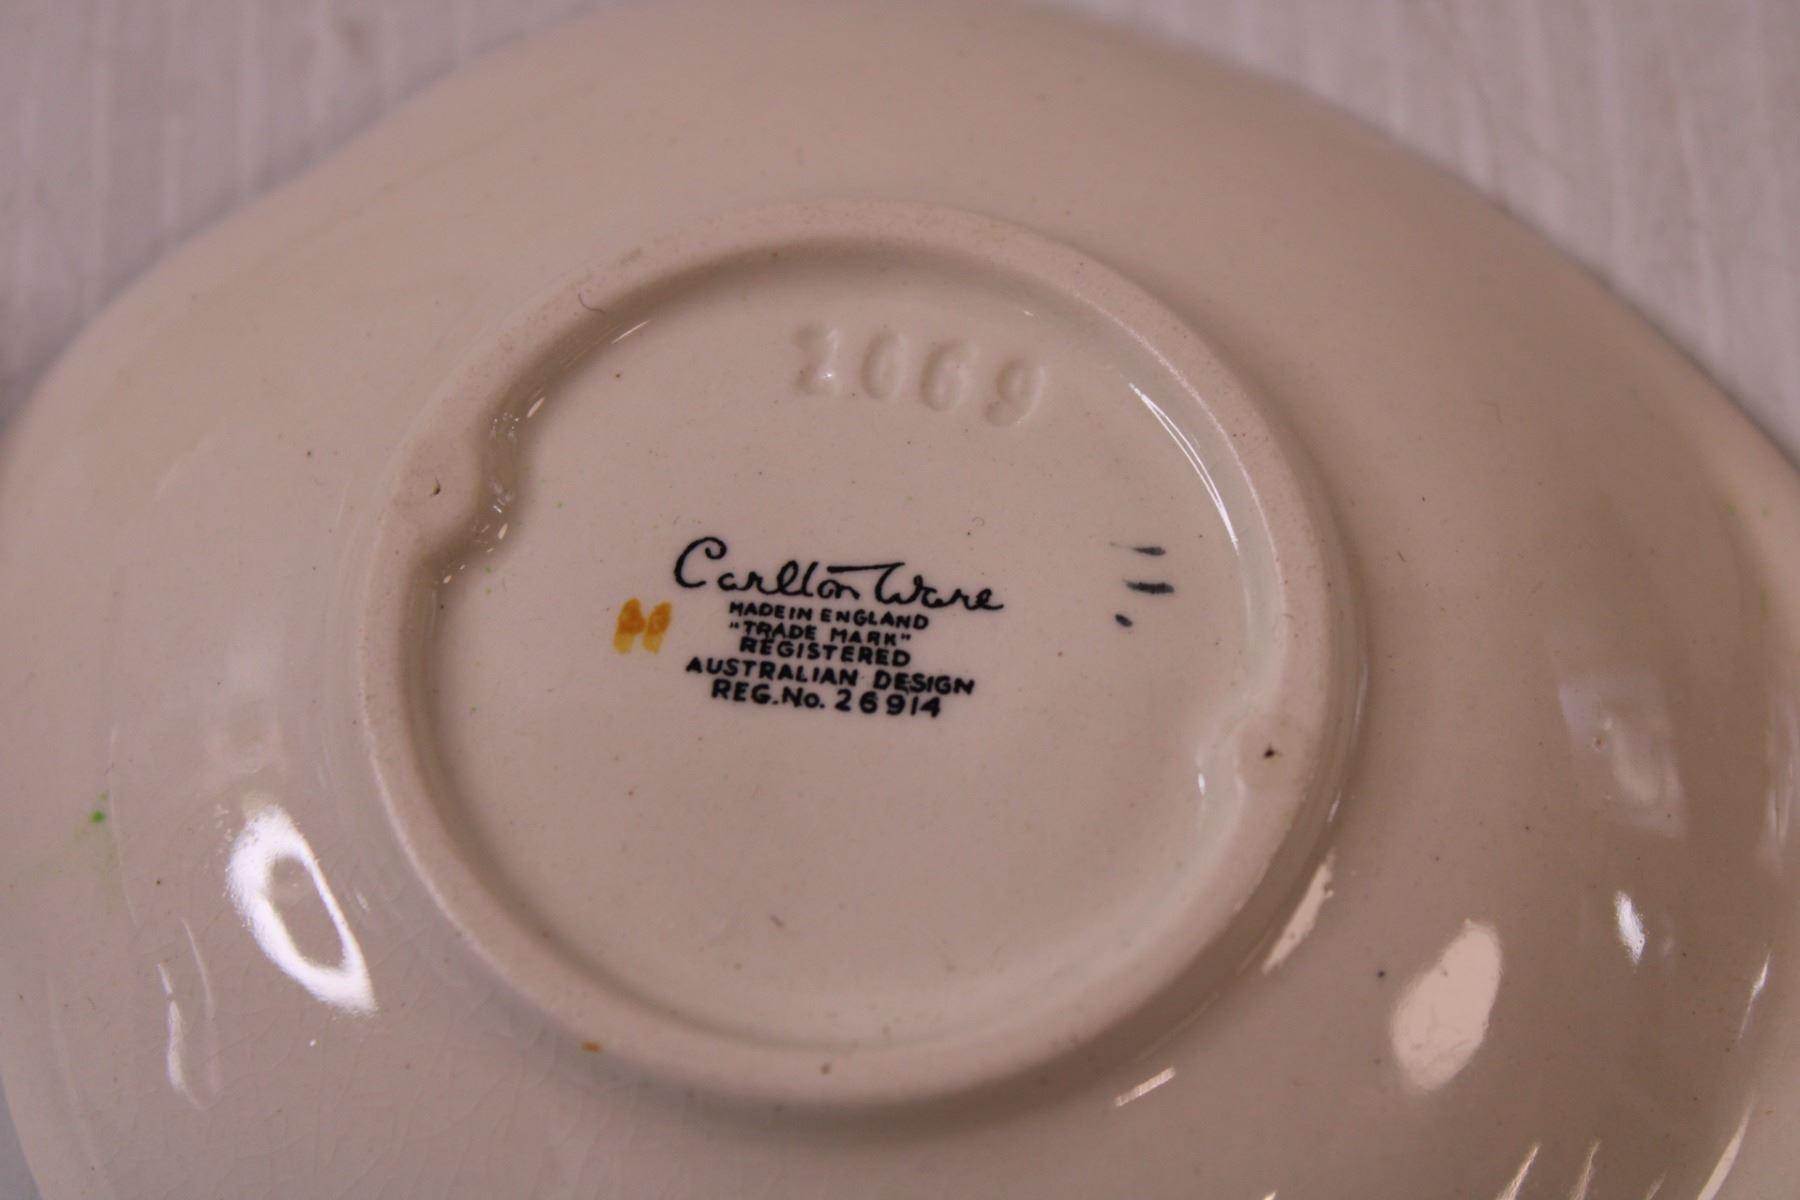 2069
Carlton Ware
MADE IN ENGLAND
"TRADE MARK"
REGISTERED
AUSTRALIAN DESIGN
REG. No. 26914
H